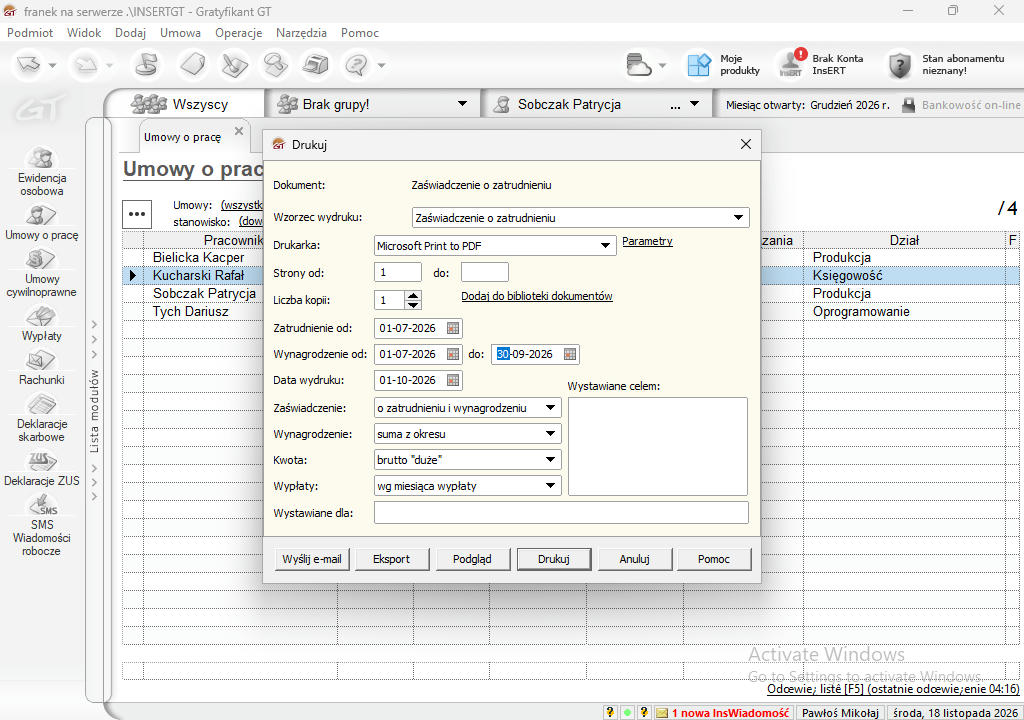 franek na serwerze .\INSERTGT - Gratyfikant GT
Podmiot Widok Dodaj Umowa Operacje Narzędzia Pomoc
Moje produkty
Brak Konta InsERT
Stan abonamentu nieznany!
Wszyscy
Brak grupy!
Sobczak Patrycja ...
Miesiąc otwarty: Grudzień 2026 r.
Bankowość on-line
GT
Ewidencja osobowa
Umowy o pracę
Umowy cywilnoprawne
Wypłaty
Rachunki
Deklaracje skarbowe
Deklaracje ZUS
SMS Wiadomości robocze
Lista modułów
Umowy o pracę
Umowy o prac
Umowy: (wszystk
stanowisko: (dow
/ 4
Pracownik
zania
Dział
F
Bielicka Kacper Produkcja
Kucharski Rafał Księgowość
Sobczak Patrycja Produkcja
Tych Dariusz Oprogramowanie
Drukuj
Dokument: Zaświadczenie o zatrudnieniu
Wzorzec wydruku: Zaświadczenie o zatrudnieniu
Drukarka: Microsoft Print to PDF Parametry
Strony od: 1 do:
Liczba kopii: 1 Dodaj do biblioteki dokumentów
Zatrudnienie od: 01-07-2026
Wynagrodzenie od: 01-07-2026 do: 30-09-2026
Data wydruku: 01-10-2026
Wystawiane celem:
Zaświadczenie: o zatrudnieniu i wynagrodzeniu
Wynagrodzenie: suma z okresu
Kwota: brutto "duże"
Wypłaty: wg miesiąca wypłaty
Wystawiane dla:
Wyślij e-mail Eksport Podgląd Drukuj Anuluj Pomoc
Activate Windows
Go to Settings to activate Windows.
[F5] (ostatnie 04:16)
1 nowa InsWiadomość
Pawłoś Mikołaj
środa, 18 listopada 2026